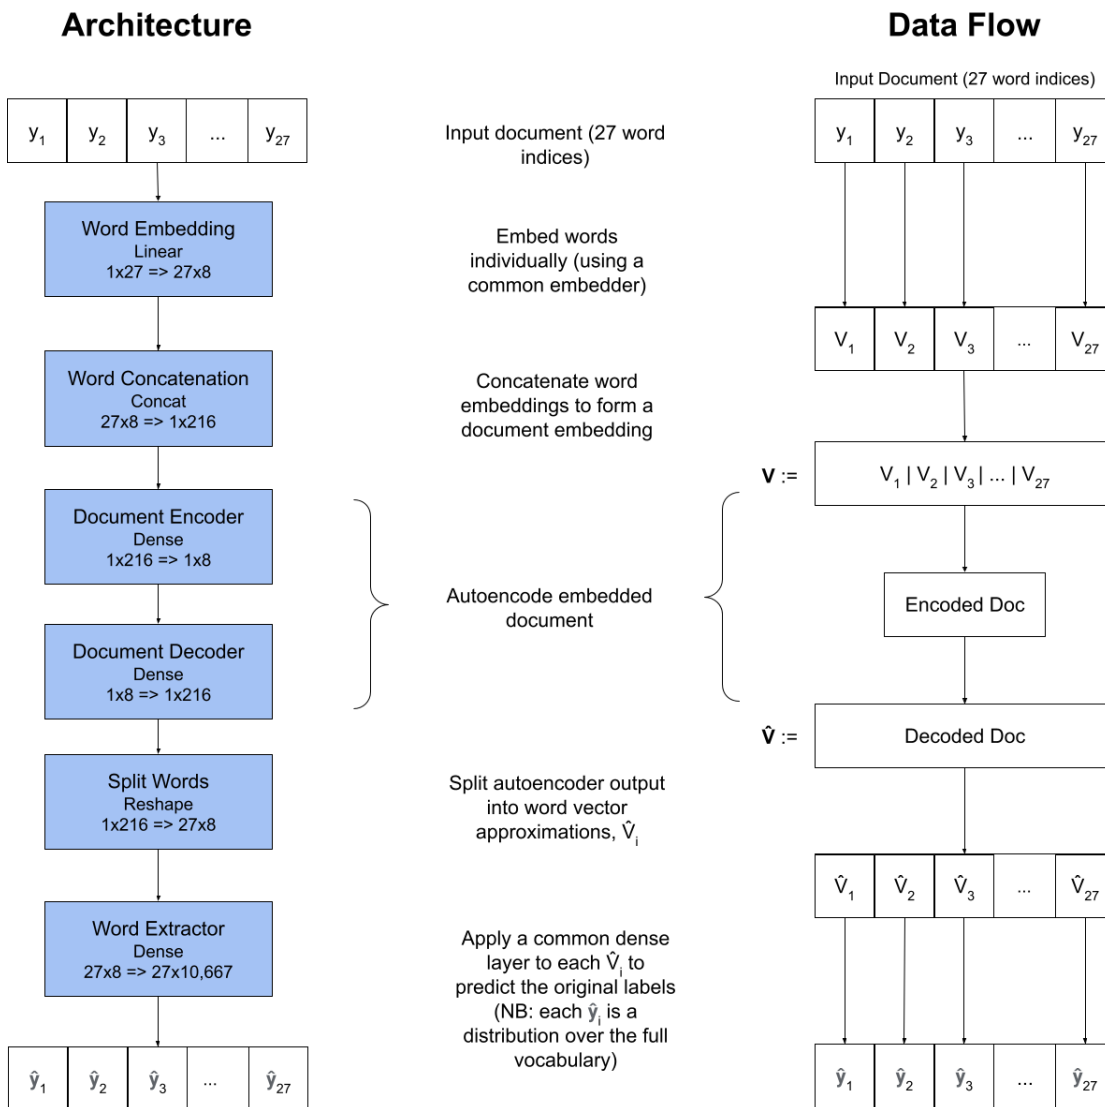 Architecture
y1 y2 y3 ... y27
Word Embedding
Linear
1x27 => 27x8
Word Concatenation
Concat
27x8 => 1x216
Document Encoder
Dense
1x216 => 1x8
Document Decoder
Dense
1x8 => 1x216
Split Words
Reshape
1x216 => 27x8
Word Extractor
Dense
27x8 => 27x10,667
ŷ1 ŷ2 ŷ3 ... ŷ27
Input document (27 word
indices)
Embed words
individually (using a
common embedder)
Concatenate word
embeddings to form a
document embedding
Autoencode embedded
document
Split autoencoder output
into word vector
approximations, V̂i
Apply a common dense
layer to each V̂i to
predict the original labels
(NB: each ŷi is a
distribution over the full
vocabulary)
Data Flow
Input Document (27 word indices)
y1 y2 y3 ... y27
V1 V2 V3 ... V27
V := V1 | V2 | V3 | ... | V27
Encoded Doc
V̂ := Decoded Doc
V̂1 V̂2 V̂3 ... V̂27
ŷ1 ŷ2 ŷ3 ... ŷ27